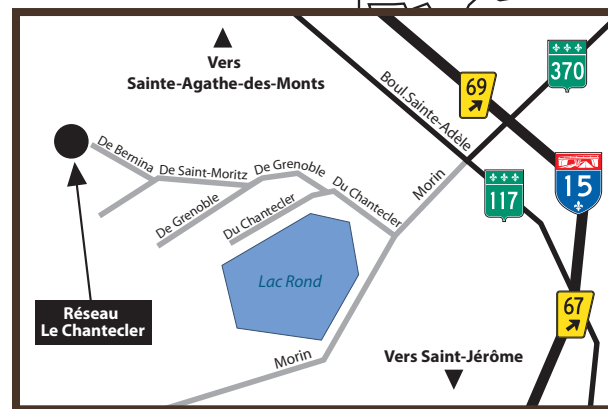 Vers
Sainte-Agathe-des-Monts
69
370
Boul.Sainte-Adèle
De Bernina
De Saint-Moritz
De Grenoble
Du Chantecler
Morin
15
117
De Grenoble
Du Chantecler
Lac Rond
Réseau
Le Chantecler
67
Morin
Vers Saint-Jérôme